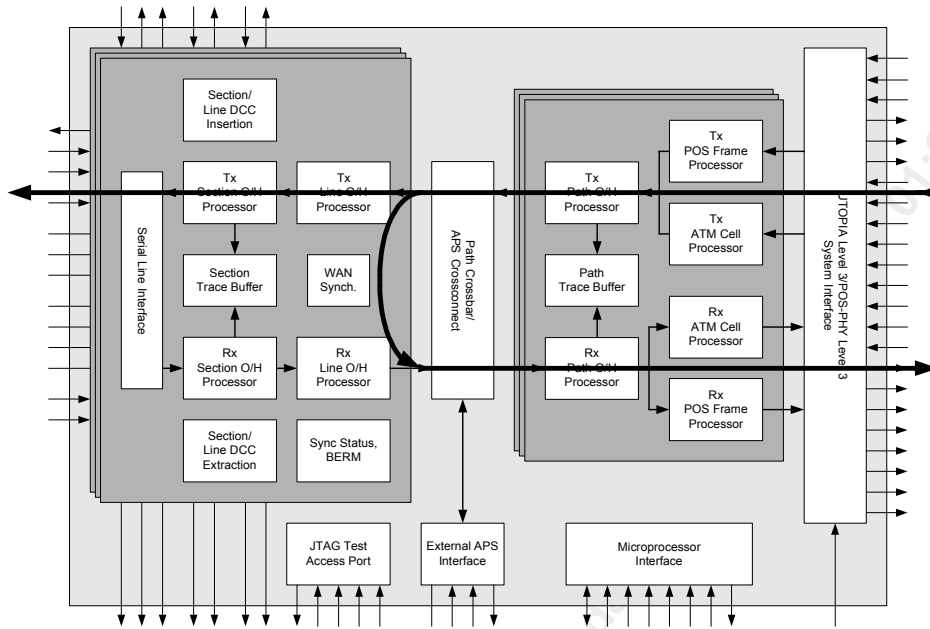 Section/
Line DCC
Insertion
Tx
Section O/H
Processor
Tx
Line O/H
Processor
Serial Line Interface
Section
Trace Buffer
WAN
Synch.
Rx
Section O/H
Processor
Rx
Line O/H
Processor
Section/
Line DCC
Extraction
Sync Status,
BERM
Path Crossbar/
APS Crossconnect
Tx
Path O/H
Processor
Path
Trace Buffer
Rx
Path O/H
Processor
Tx
POS Frame
Processor
Tx
ATM Cell
Processor
Rx
ATM Cell
Processor
Rx
POS Frame
Processor
UTOPIA Level 3/POS-PHY Level 3
System Interface
JTAG Test
Access Port
External APS
Interface
Microprocessor
Interface